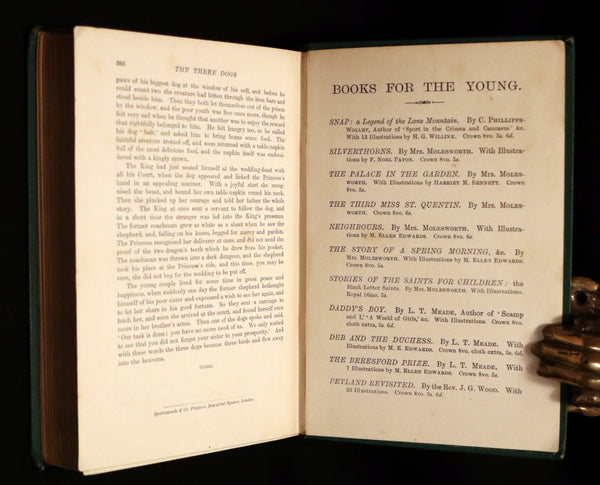 366
THE THREE DOGS
paws of his biggest dog at the window of his cell, and before he
could count two the creature had bitten through the iron bars and
stood beside him. Then they both let themselves out of the prison
by the window, and the poor youth was free once more, though he
felt very sad when he thought that another was to enjoy the reward
that rightfully belonged to him. He felt hungry too, so he called
his dog 'Salt,' and asked him to bring home some food. The
faithful creature trotted off, and soon returned with a table-napkin
full of the most delicious food, and the napkin itself was embroi-
dered with a kingly crown.
The King had just seated himself at the wedding-feast with
all his Court, when the dog appeared and licked the Princess's
hand in an appealing manner. With a joyful start she recog-
nised the beast, and bound her own table-napkin round his neck.
Then she plucked up her courage and told her father the whole
story. The King at once sent a servant to follow the dog, and
in a short time the stranger was led into the King's presence.
The former coachman grew as white as a sheet when he saw the
shepherd, and, falling on his knees, begged for mercy and pardon.
The Princess recognised her deliverer at once, and did not need the
proof of the two dragon's teeth which he drew from his pocket.
The coachman was thrown into a dark dungeon, and the shepherd
took his place at the Princess's side, and this time, you may be
sure, she did not beg for the wedding to be put off.
The young couple lived for some time in great peace and
happiness, when suddenly one day the former shepherd bethought
himself of his poor sister and expressed a wish to see her again, and
to let her share in his good fortune. So they sent a carriage to
fetch her, and soon she arrived at the court, and found herself once
more in her brother's arms. Then one of the dogs spoke and said,
'Our task is done; you have no more need of us. We only waited
to see that you did not forget your sister in your prosperity.' And
with these words the three dogs became three birds and flew away
into the heavens.
Grimm.
Spottiswoode & Co. Printers, New-street Square, London.
BOOKS FOR THE YOUNG.
SNAP: a Legend of the Lone Mountain. By C. PHILLIPPS-
WOLLEY, Author of 'Sport in the Crimea and Caucasus' &c.
With 13 Illustrations by H. G. WILLINK. Crown 8vo. 3s. 6d.
SILVERTHORNS. By MRS. MOLESWORTH. With Illustra-
tions by F. NOEL PATON. Crown 8vo. 5s.
THE PALACE IN THE GARDEN. By MRS. MOLES-
WORTH. With Illustrations by HARRIET M. BENNETT. Crown
8vo. 5s.
THE THIRD MISS ST. QUENTIN. By MRS. MOLES-
WORTH. Crown 8vo. 6s.
NEIGHBOURS. By MRS. MOLESWORTH. With Illustra-
tions by M. ELLEN EDWARDS. Crown 8vo. 6s.
THE STORY OF A SPRING MORNING, &c. By
MRS. MOLESWORTH. With Illustrations by M. ELLEN EDWARDS.
Crown 8vo. 5s.
STORIES OF THE SAINTS FOR CHILDREN: the
Black Letter Saints. By MRS. MOLESWORTH. With Illustrations.
Royal 16mo. 5s.
DADDY'S BOY. By L. T. MEADE, Author of 'Scamp
and I,' 'A World of Girls,' &c. With Illustrations. Crown 8vo.
cloth extra, 3s. 6d.
DEB AND THE DUCHESS. By L. T. MEADE. With
Illustrations by M. E. EDWARDS. Crown 8vo. cloth extra, 3s. 6d.
THE BERESFORD PRIZE. By L. T. MEADE. With
7 Illustrations by M. ELLEN EDWARDS. Crown 8vo. 5s.
PETLAND REVISITED. By the Rev. J. G. WOOD. With
33 Illustrations. Crown 8vo. 3s. 6d.